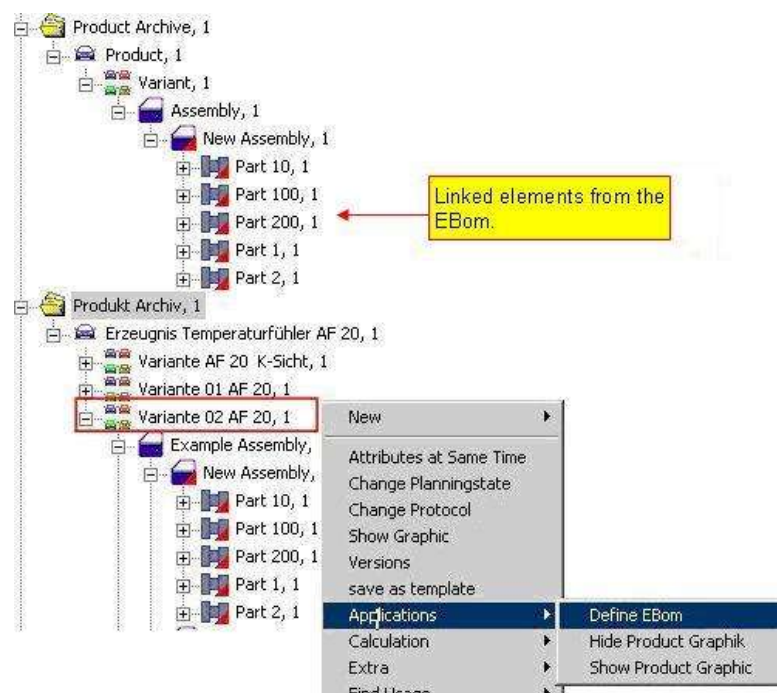 Product Archive, 1
Product, 1
Variant, 1
Assembly, 1
New Assembly, 1
Part 10, 1
Part 100, 1
Part 200, 1
Part 1, 1
Part 2, 1
Linked elements from the
EBom.
Produkt Archiv, 1
Erzeugnis Temperaturfühler AF 20, 1
Variante AF 20 K-Sicht, 1
Variante 01 AF 20, 1
Variante 02 AF 20, 1
Example Assembly,
New Assembly,
Part 10, 1
Part 100, 1
Part 200, 1
Part 1, 1
Part 2, 1
New
Attributes at Same Time
Change Planningstate
Change Protocol
Show Graphic
Versions
save as template
Applications
Calculation
Extra
Find Usage
Define EBom
Hide Product Graphik
Show Product Graphic